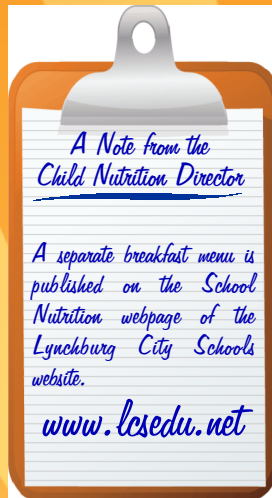 A Note from the
Child Nutrition Director
A separate breakfast menu is
published on the School
Nutrition webpage of the
Lynchburg City Schools
website.
www.lcsedu.net